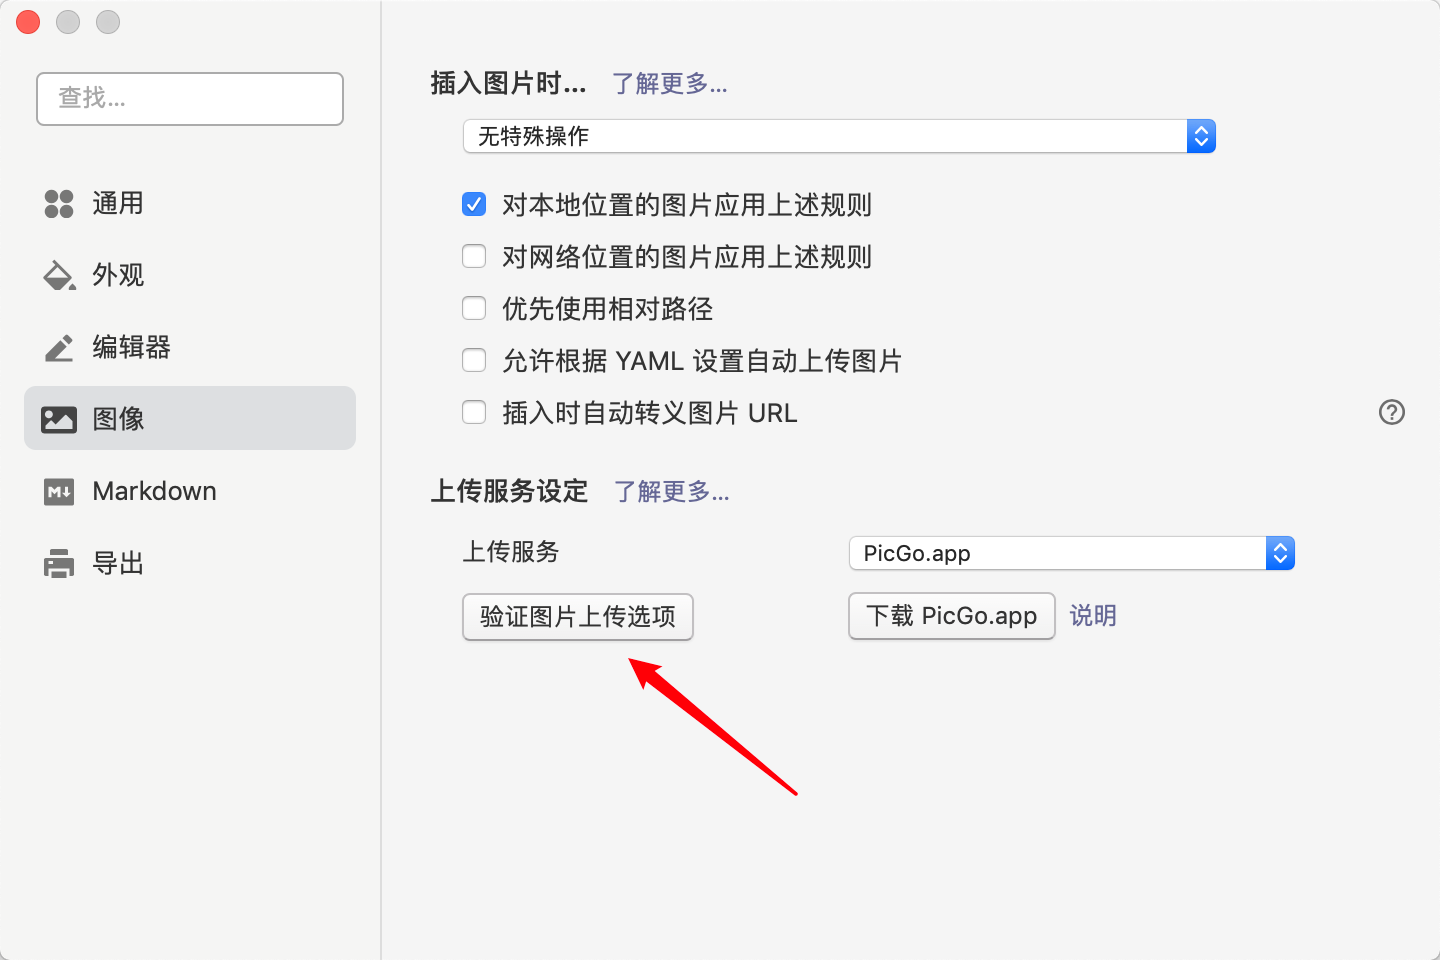 查找...
通用
外观
编辑器
图像
Markdown
导出
插入图片时... 了解更多...
无特殊操作
对本地位置的图片应用上述规则
对网络位置的图片应用上述规则
优先使用相对路径
允许根据 YAML 设置自动上传图片
插入时自动转义图片 URL
上传服务设定 了解更多...
上传服务 PicGo.app
验证图片上传选项 下载 PicGo.app 说明